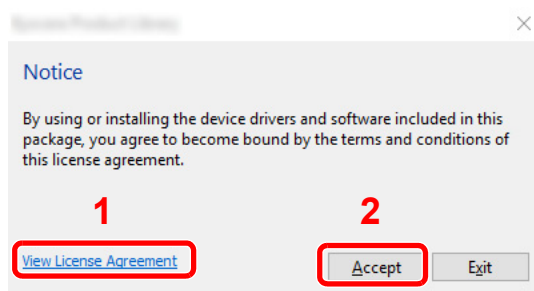 Notice
By using or installing the device drivers and software included in this
package, you agree to become bound by the terms and conditions of
this license agreement.
1
2
View License Agreement
Accept
Exit